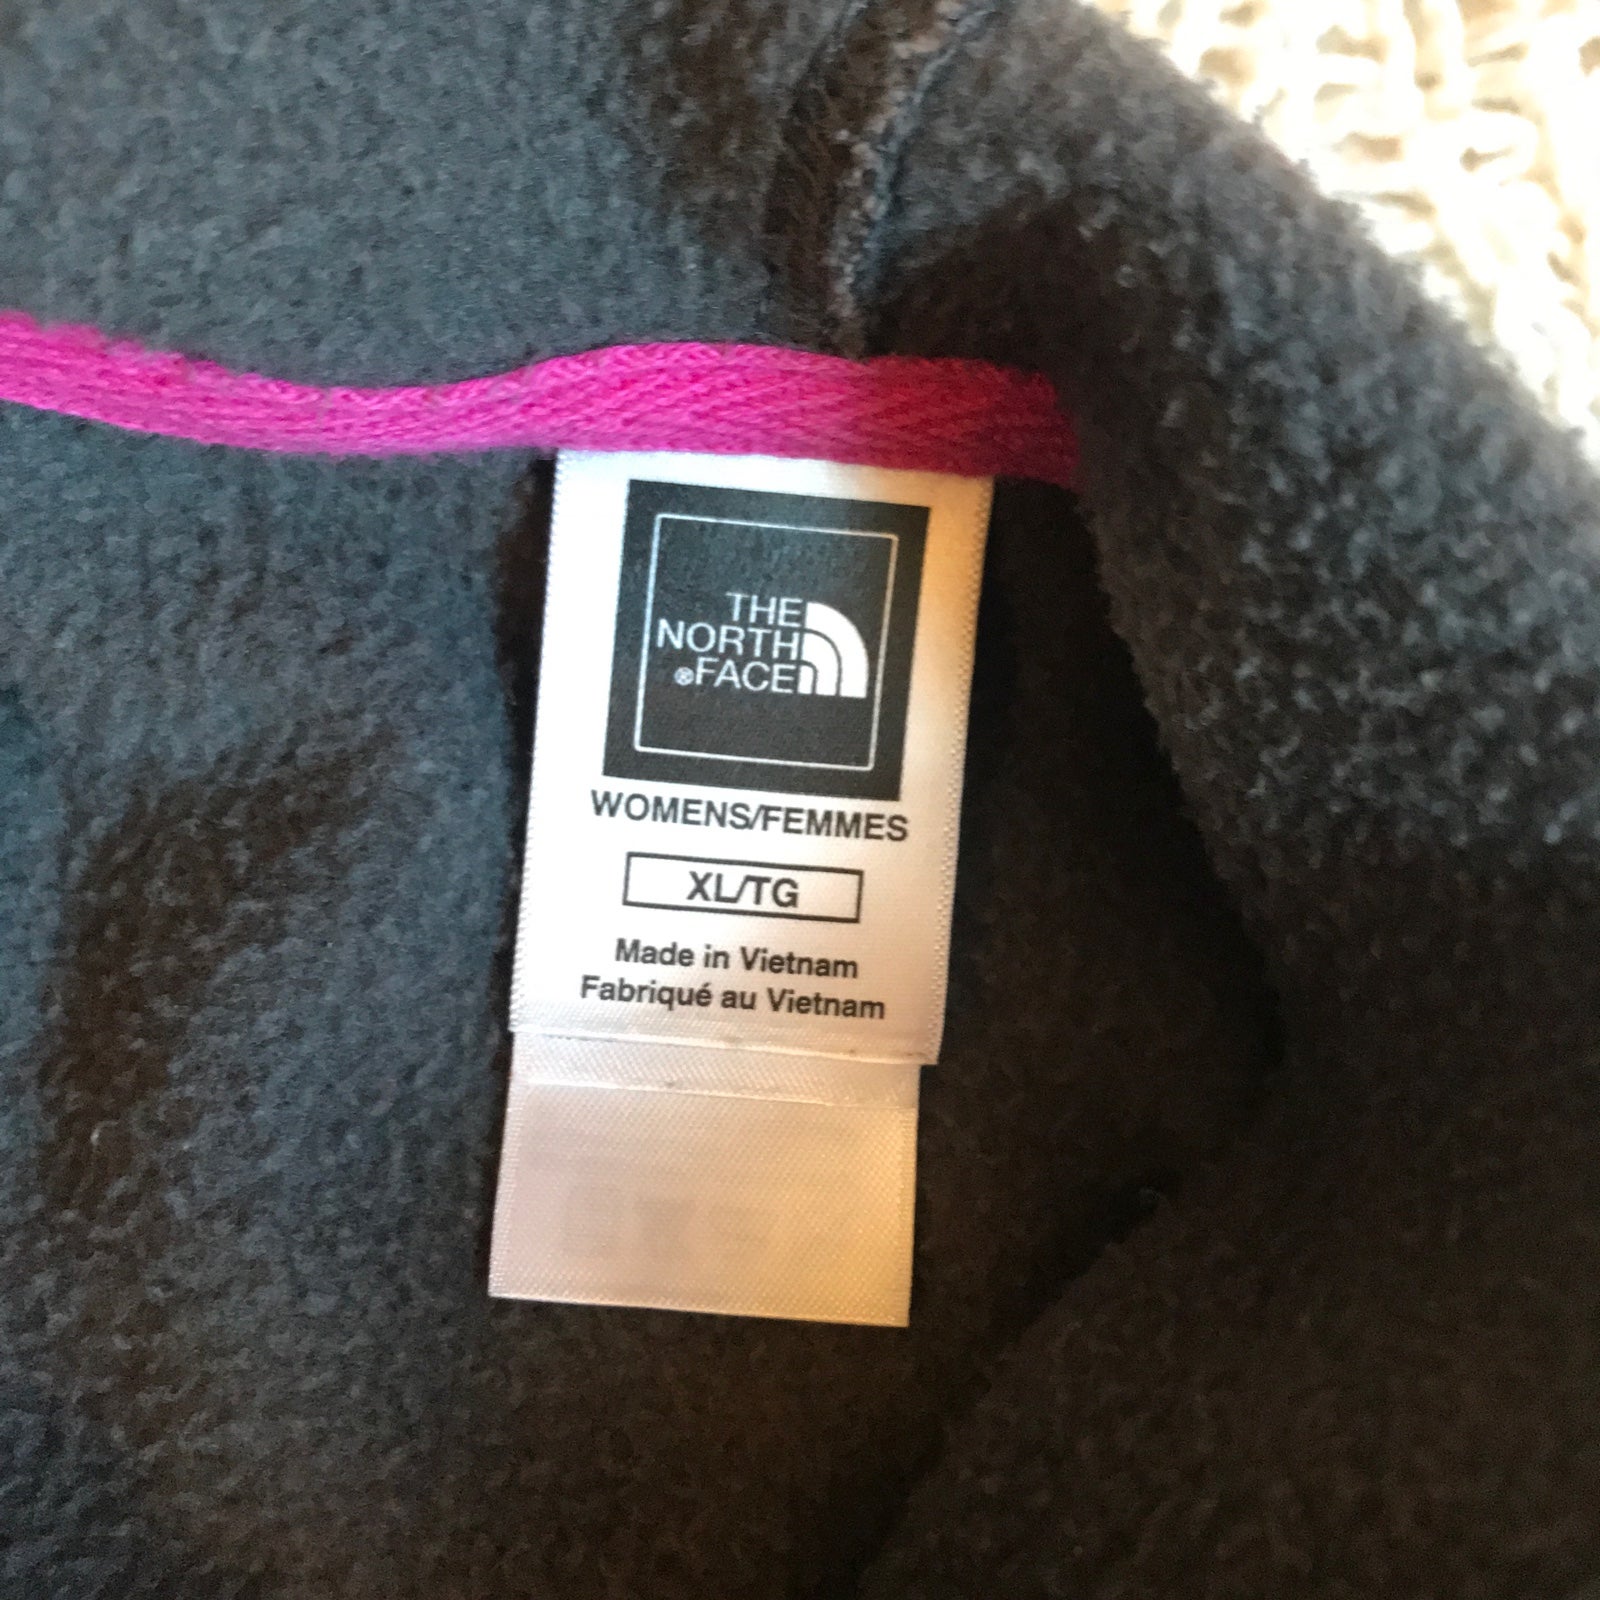 THE
NORTH
®FACE
WOMENS/FEMMES
XL/TG
Made in Vietnam
Fabriqué au Vietnam